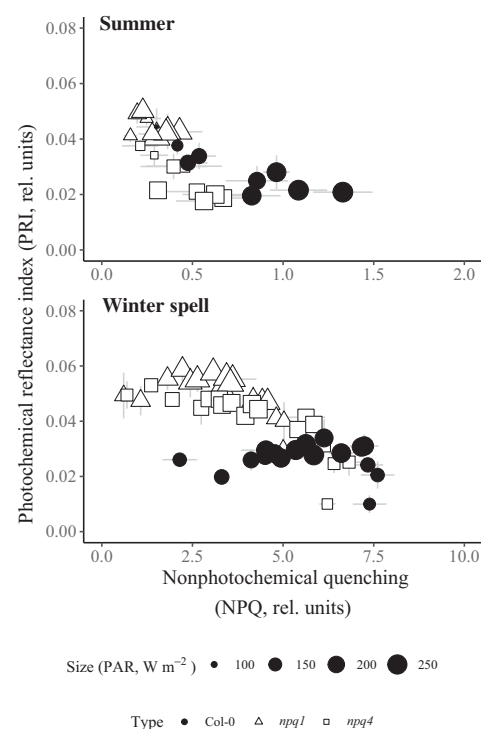 Summer
0.08
0.06
0.04
0.02
0.00
0.0 0.5 1.0 1.5 2.0
Photochemical reflectance index (PRI, rel. units)
Winter spell
0.08
0.06
0.04
0.02
0.00
0.0 2.5 5.0 7.5 10.0
Nonphotochemical quenching
(NPQ, rel. units)
Size (PAR, W m⁻²) 100 150 200 250
Type Col-0 npq1 npq4